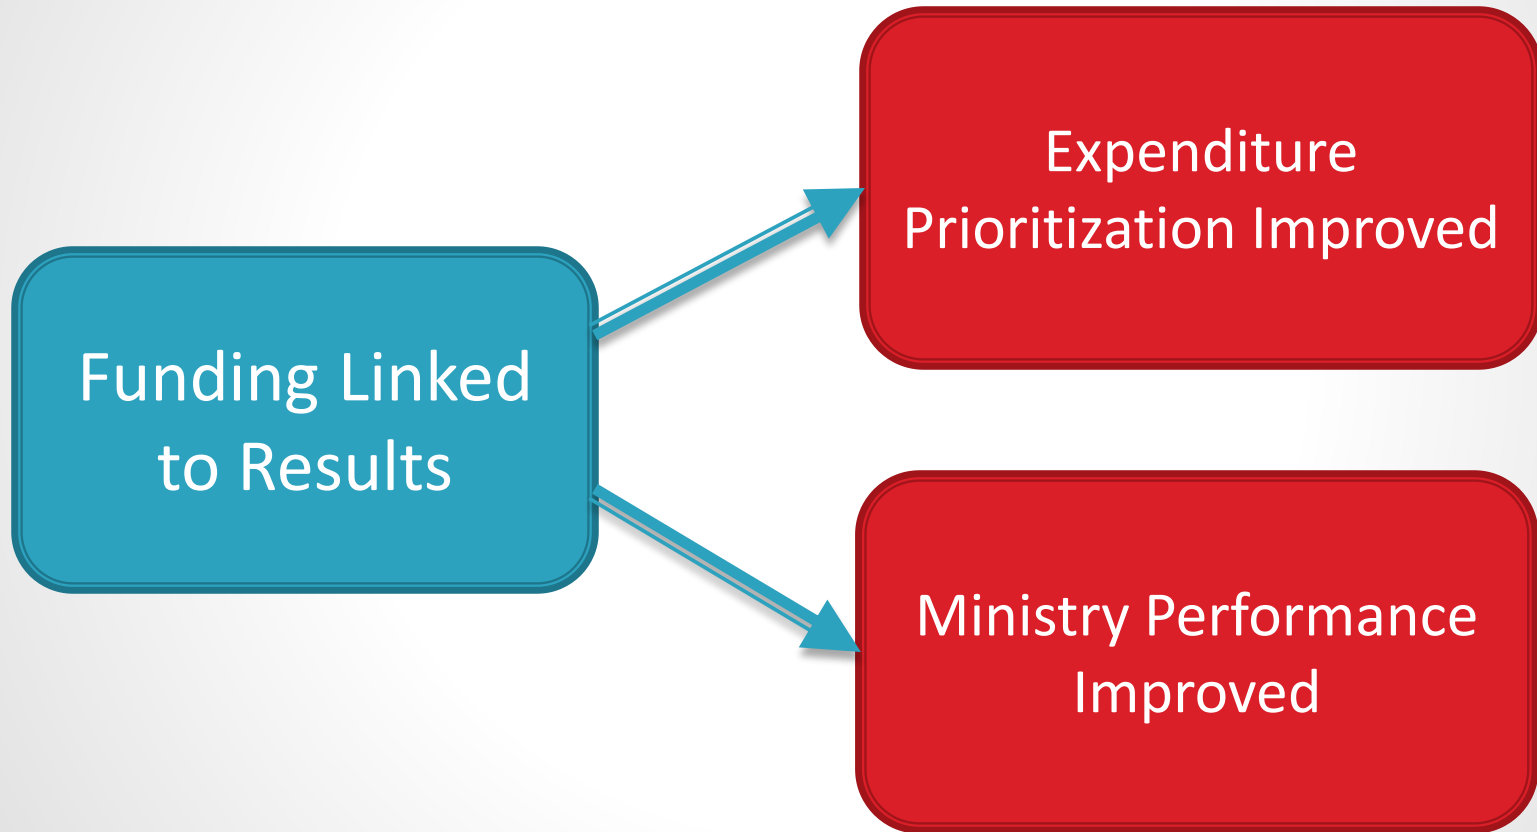 Funding Linked
to Results
Expenditure
Prioritization Improved
Ministry Performance
Improved